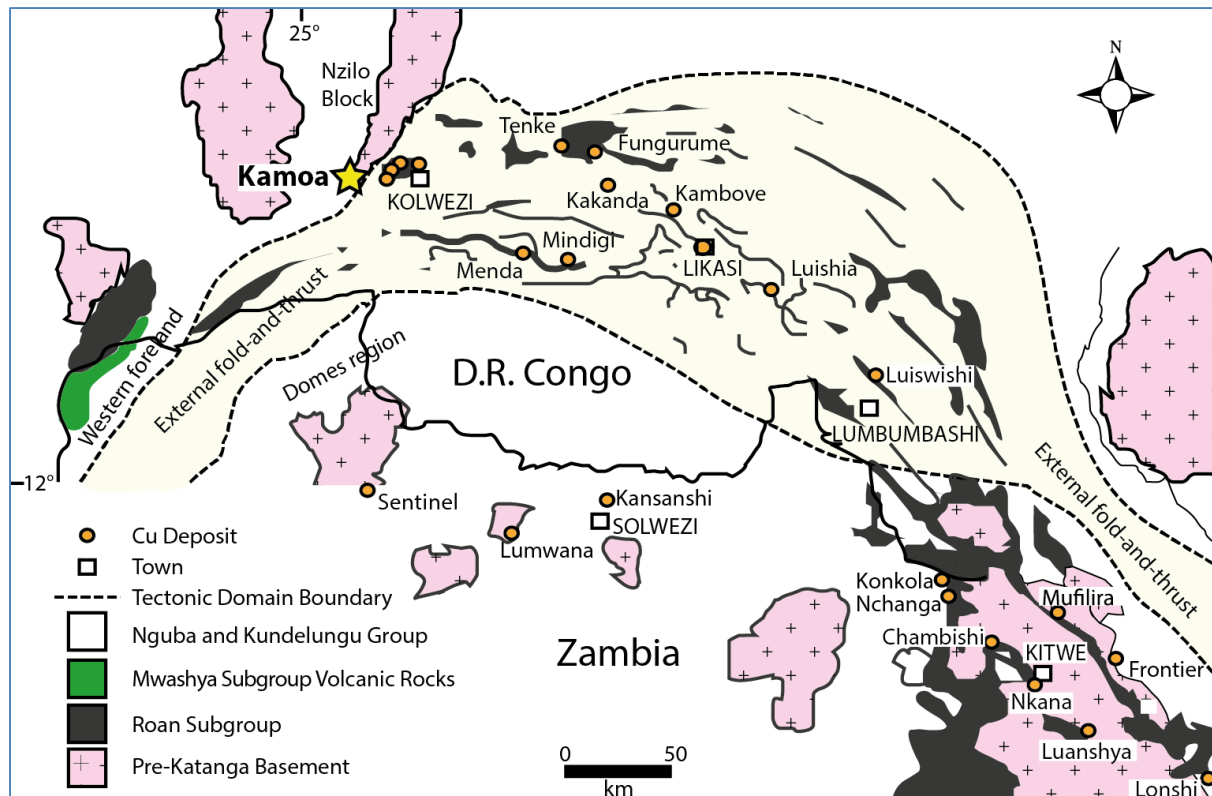 25°
N
Nzilo
Block
Tenke
Fungurume
Kamoa
KOLWEZI
Kakanda
Kambove
Mindigi
Menda
LIKASI
Luishia
Western foreland
External fold-and-thrust
Domes region
D.R. Congo
Luiswishi
LUMBUMBASHI
External fold-and-thrust
12°
Sentinel
Kansanshi
SOLWEZI
Lumwana
Konkola
Nchanga
Mufilira
Chambishi
KITWE
Zambia
Frontier
Nkana
Luanshya
Lonshi
Cu Deposit
Town
Tectonic Domain Boundary
Nguba and Kundelungu Group
Mwashya Subgroup Volcanic Rocks
Roan Subgroup
Pre-Katanga Basement
0 50
km